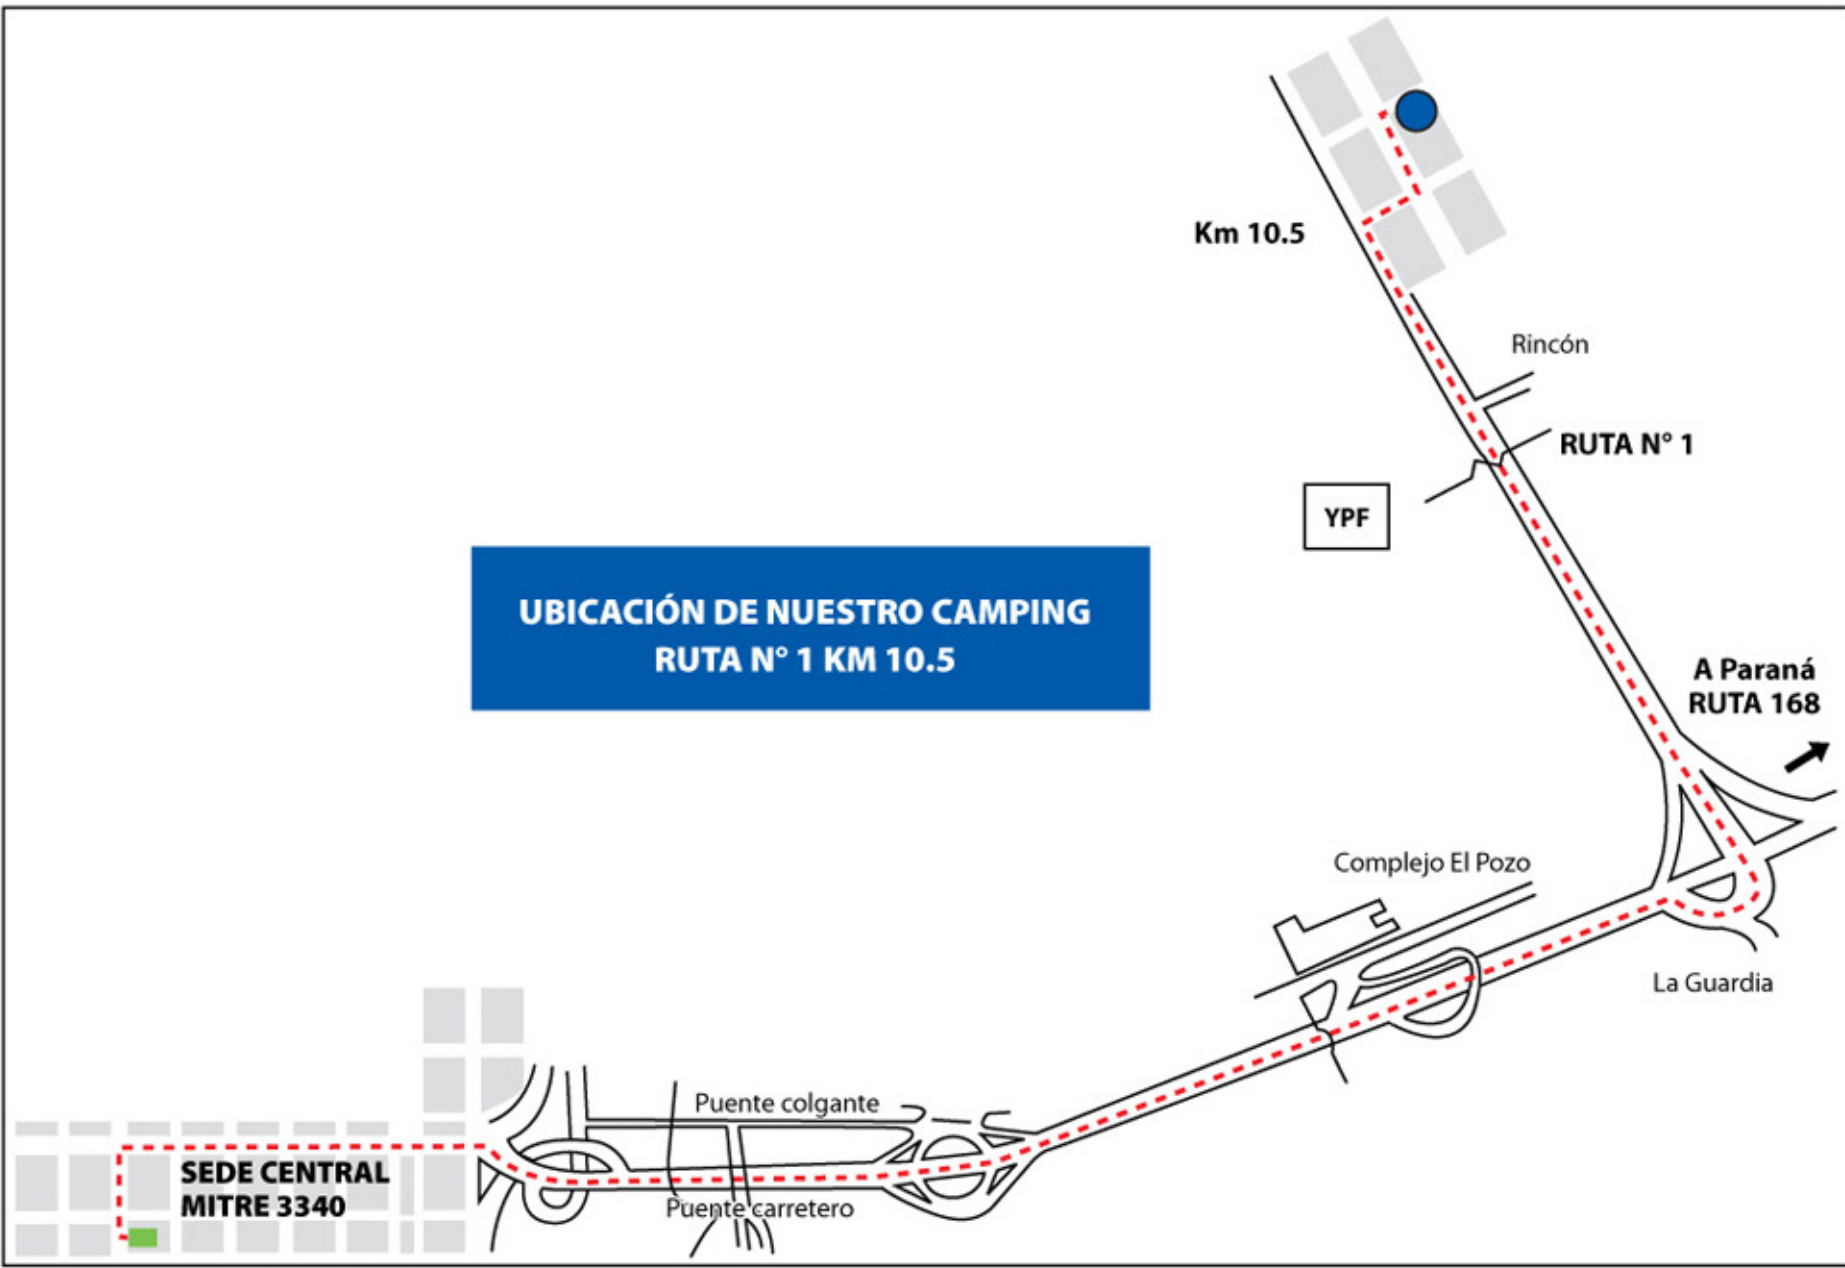 Km 10.5
Rincón
RUTA N° 1
YPF
UBICACIÓN DE NUESTRO CAMPING
RUTA N° 1 KM 10.5
A Paraná
RUTA 168
Complejo El Pozo
La Guardia
Puente colgante
SEDE CENTRAL
MITRE 3340
Puente carretero